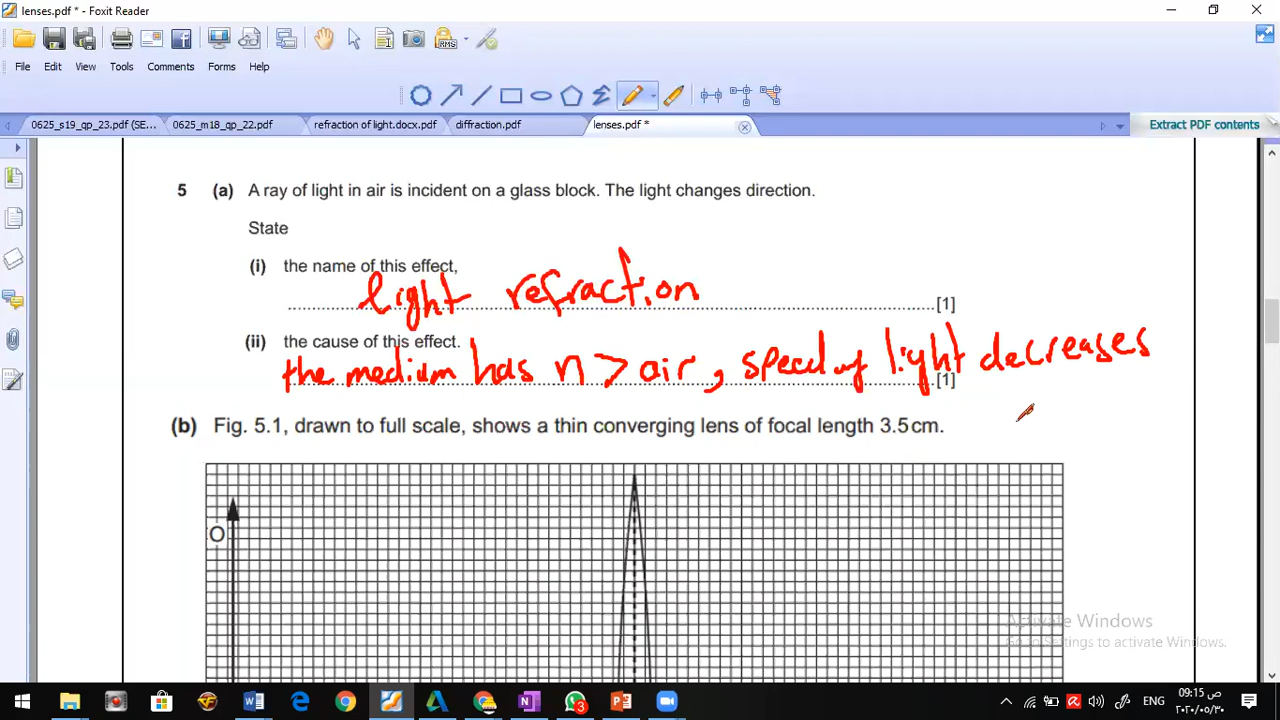 lenses.pdf * - Foxit Reader
File Edit View Tools Comments Forms Help
0625_s19_qp_23.pdf (SE... 0625_m18_qp_22.pdf refraction of light.docx.pdf diffraction.pdf lenses.pdf * Extract PDF contents
5 (a) A ray of light in air is incident on a glass block. The light changes direction.
State
(i) the name of this effect,
light refraction
[1]
(ii) the cause of this effect.
the medium has n > air, speed of light decreases
[1]
(b) Fig. 5.1, drawn to full scale, shows a thin converging lens of focal length 3.5 cm.
O
Activate Windows
Go to Settings to activate Windows.
RMS
3
ENG
09:15 ص
٢٠٢٠/٠٥/٣٠